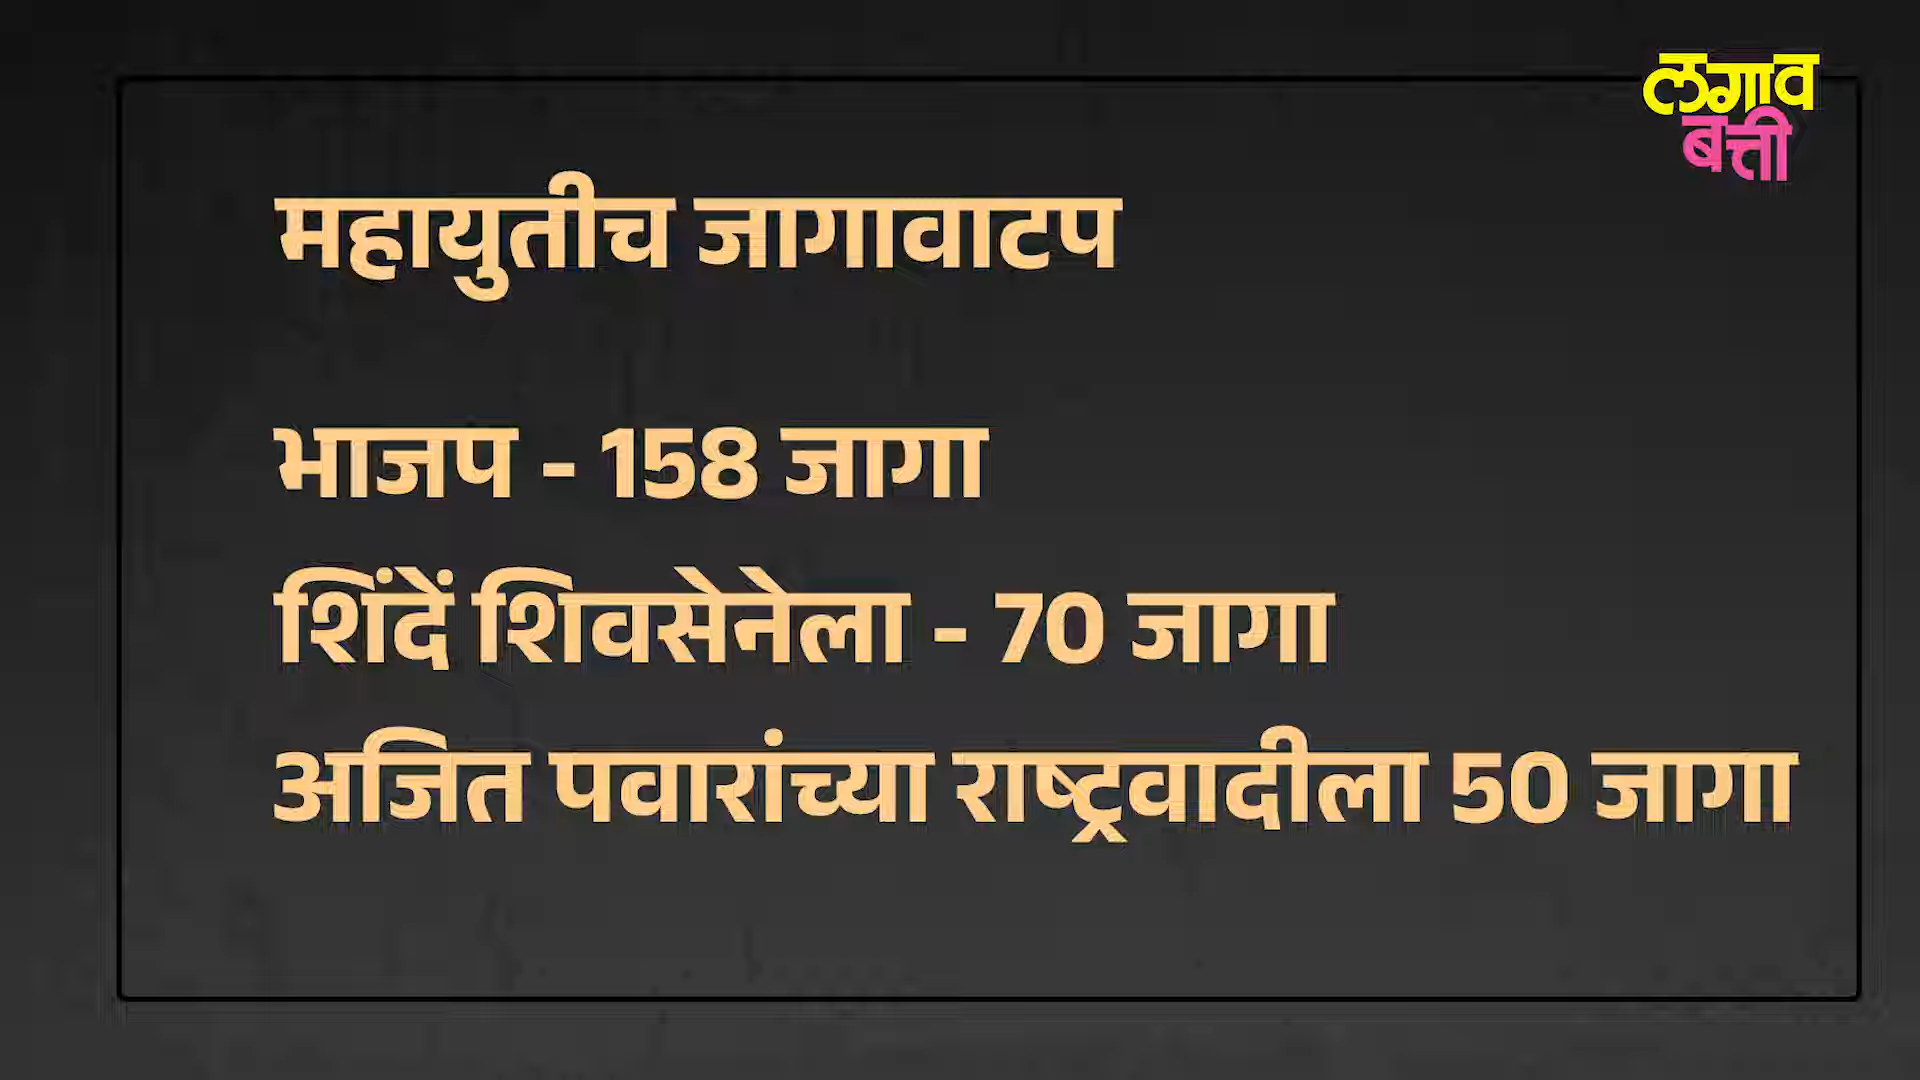 लगाव
बत्ती
महायुतीच जागावाटप
भाजप - 158 जागा
शिंदें शिवसेनेला - 70 जागा
अजित पवारांच्या राष्ट्रवादीला 50 जागा